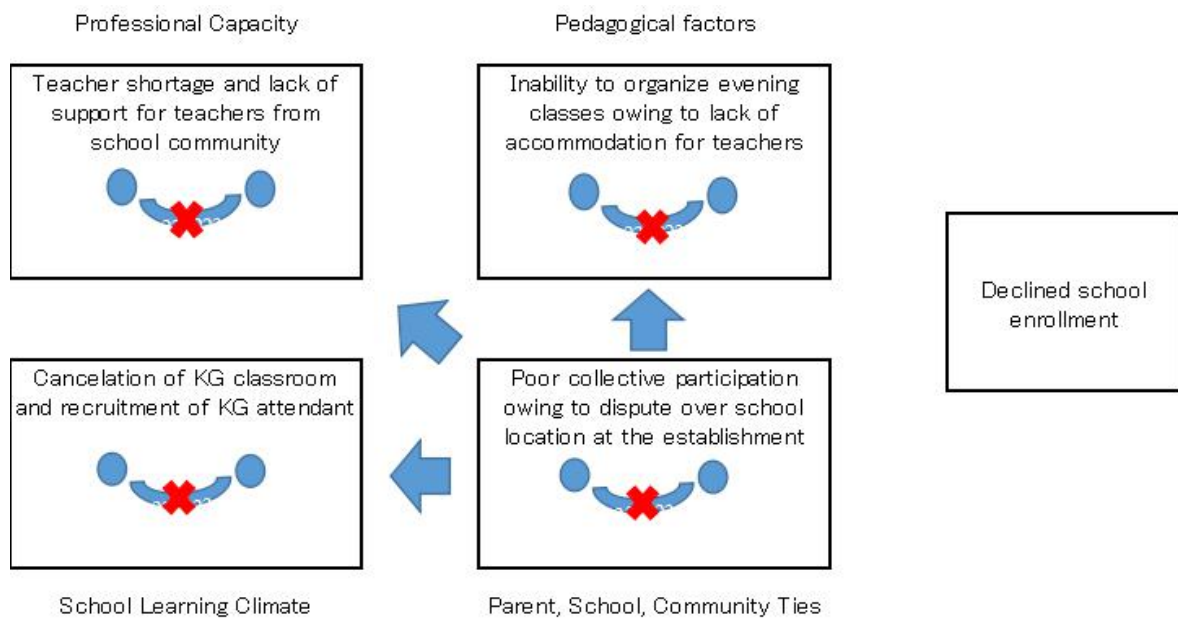 Professional Capacity
Pedagogical factors
Teacher shortage and lack of
support for teachers from
school community
Inability to organize evening
classes owing to lack of
accommodation for teachers
Declined school
enrollment
Cancelation of KG classroom
and recruitment of KG attendant
Poor collective participation
owing to dispute over school
location at the establishment
School Learning Climate
Parent, School, Community Ties